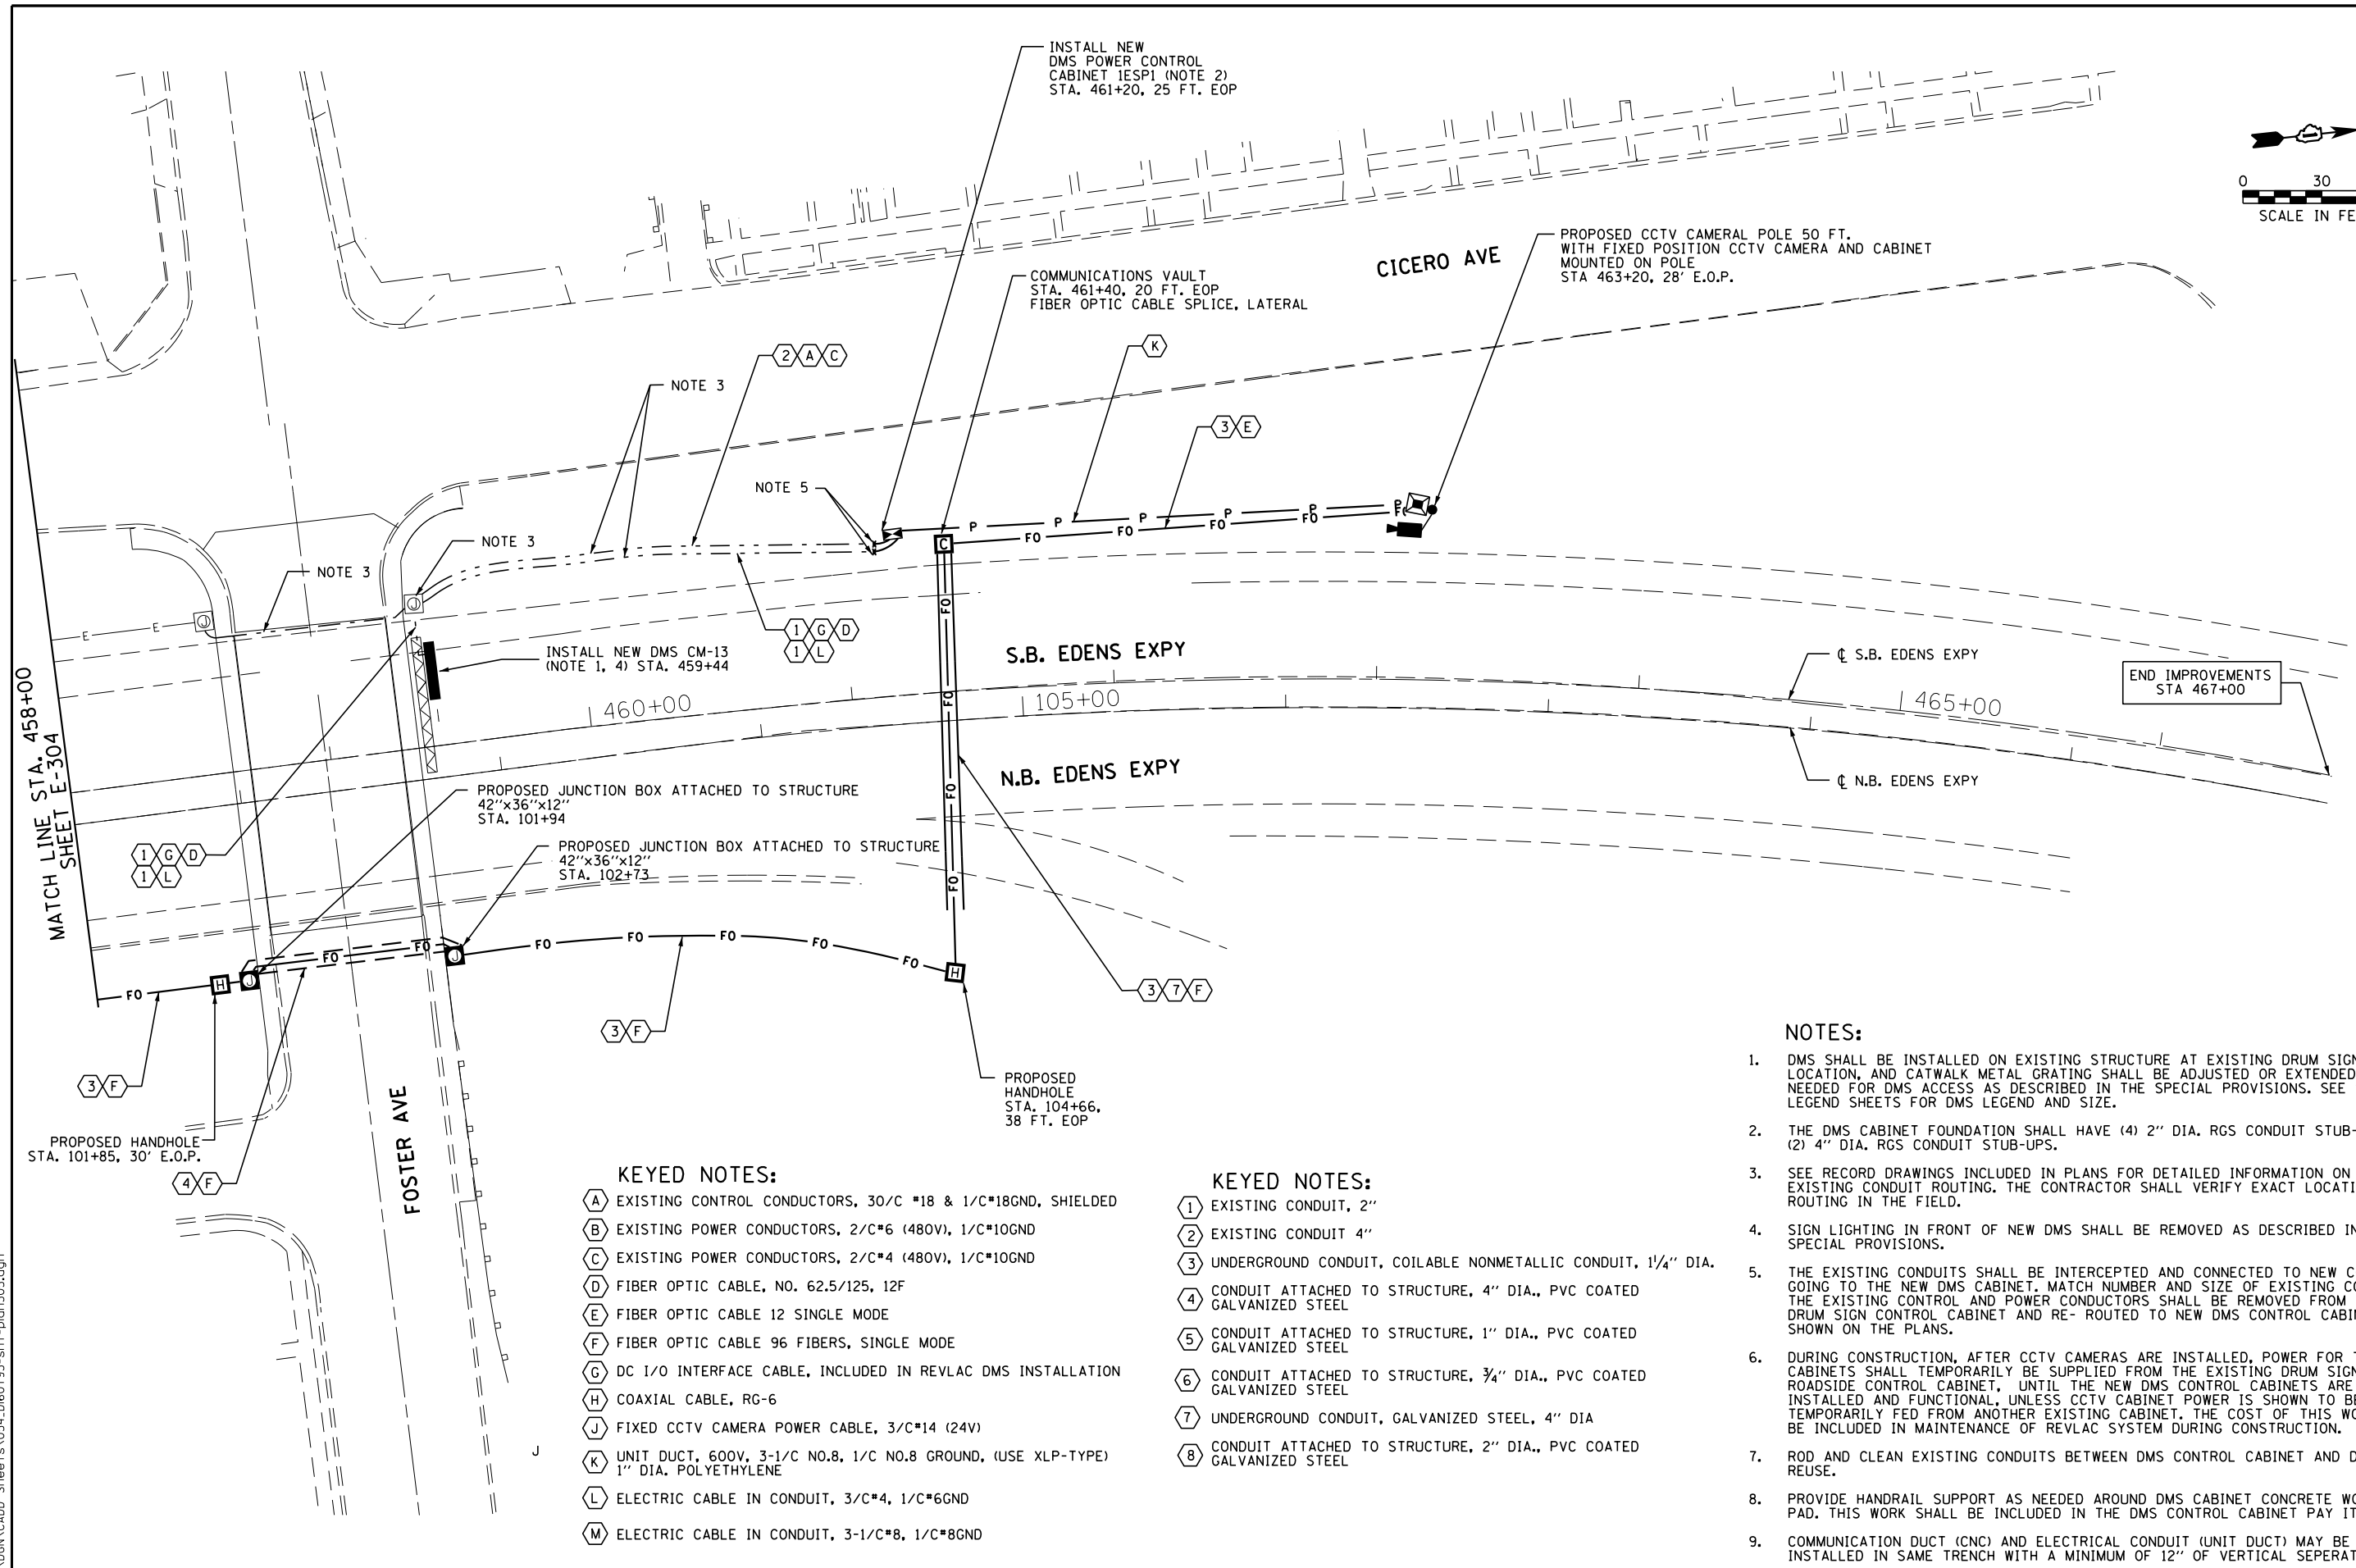 INSTALL NEW
DMS POWER CONTROL
CABINET 1ESP1 (NOTE 2)
STA. 461+20, 25 FT. EOP
0 30
SCALE IN FE
PROPOSED CCTV CAMERAL POLE 50 FT.
WITH FIXED POSITION CCTV CAMERA AND CABINET
MOUNTED ON POLE
STA 463+20, 28' E.O.P.
CICERO AVE
COMMUNICATIONS VAULT
STA. 461+40, 20 FT. EOP
FIBER OPTIC CABLE SPLICE, LATERAL
K
2 A C
NOTE 3
3 E
NOTE 5
P P P P P
FO FO FO FO
C
NOTE 3
J
NOTE 3
J
E E
1 G D
1 L
INSTALL NEW DMS CM-13
(NOTE 1, 4) STA. 459+44
S.B. EDENS EXPY
℄ S.B. EDENS EXPY
END IMPROVEMENTS
STA 467+00
460+00
105+00
465+00
MATCH LINE STA. 458+00
SHEET E-304
N.B. EDENS EXPY
℄ N.B. EDENS EXPY
FO
FO
FO
FO
PROPOSED JUNCTION BOX ATTACHED TO STRUCTURE
42''x36''x12''
STA. 101+94
PROPOSED JUNCTION BOX ATTACHED TO STRUCTURE
42''x36''x12''
STA. 102+73
1 G D
1 L
FO H J FO FO J FO FO FO FO FO H
3 7 F
3 F
3 F
PROPOSED
HANDHOLE
STA. 104+66,
38 FT. EOP
PROPOSED HANDHOLE
STA. 101+85, 30' E.O.P.
4 F
FOSTER AVE
J
KEYED NOTES:
A EXISTING CONTROL CONDUCTORS, 30/C #18 & 1/C#18GND, SHIELDED
B EXISTING POWER CONDUCTORS, 2/C#6 (480V), 1/C#10GND
C EXISTING POWER CONDUCTORS, 2/C#4 (480V), 1/C#10GND
D FIBER OPTIC CABLE, NO. 62.5/125, 12F
E FIBER OPTIC CABLE 12 SINGLE MODE
F FIBER OPTIC CABLE 96 FIBERS, SINGLE MODE
G DC I/O INTERFACE CABLE, INCLUDED IN REVLAC DMS INSTALLATION
H COAXIAL CABLE, RG-6
J FIXED CCTV CAMERA POWER CABLE, 3/C#14 (24V)
K UNIT DUCT, 600V, 3-1/C NO.8, 1/C NO.8 GROUND, (USE XLP-TYPE)
1'' DIA. POLYETHYLENE
L ELECTRIC CABLE IN CONDUIT, 3/C#4, 1/C#6GND
M ELECTRIC CABLE IN CONDUIT, 3-1/C#8, 1/C#8GND
KEYED NOTES:
1 EXISTING CONDUIT, 2''
2 EXISTING CONDUIT 4''
3 UNDERGROUND CONDUIT, COILABLE NONMETALLIC CONDUIT, 1¼'' DIA.
4 CONDUIT ATTACHED TO STRUCTURE, 4'' DIA., PVC COATED
GALVANIZED STEEL
5 CONDUIT ATTACHED TO STRUCTURE, 1'' DIA., PVC COATED
GALVANIZED STEEL
6 CONDUIT ATTACHED TO STRUCTURE, ¾'' DIA., PVC COATED
GALVANIZED STEEL
7 UNDERGROUND CONDUIT, GALVANIZED STEEL, 4'' DIA
8 CONDUIT ATTACHED TO STRUCTURE, 2'' DIA., PVC COATED
GALVANIZED STEEL
NOTES:
1. DMS SHALL BE INSTALLED ON EXISTING STRUCTURE AT EXISTING DRUM SIGN
LOCATION, AND CATWALK METAL GRATING SHALL BE ADJUSTED OR EXTENDED
NEEDED FOR DMS ACCESS AS DESCRIBED IN THE SPECIAL PROVISIONS. SEE
LEGEND SHEETS FOR DMS LEGEND AND SIZE.
2. THE DMS CABINET FOUNDATION SHALL HAVE (4) 2'' DIA. RGS CONDUIT STUB-
(2) 4'' DIA. RGS CONDUIT STUB-UPS.
3. SEE RECORD DRAWINGS INCLUDED IN PLANS FOR DETAILED INFORMATION ON
EXISTING CONDUIT ROUTING. THE CONTRACTOR SHALL VERIFY EXACT LOCATI
ROUTING IN THE FIELD.
4. SIGN LIGHTING IN FRONT OF NEW DMS SHALL BE REMOVED AS DESCRIBED IN
SPECIAL PROVISIONS.
5. THE EXISTING CONDUITS SHALL BE INTERCEPTED AND CONNECTED TO NEW C
GOING TO THE NEW DMS CABINET. MATCH NUMBER AND SIZE OF EXISTING CO
THE EXISTING CONTROL AND POWER CONDUCTORS SHALL BE REMOVED FROM
DRUM SIGN CONTROL CABINET AND RE- ROUTED TO NEW DMS CONTROL CABIN
SHOWN ON THE PLANS.
6. DURING CONSTRUCTION, AFTER CCTV CAMERAS ARE INSTALLED, POWER FOR T
CABINETS SHALL TEMPORARILY BE SUPPLIED FROM THE EXISTING DRUM SIGN
ROADSIDE CONTROL CABINET, UNTIL THE NEW DMS CONTROL CABINETS ARE
INSTALLED AND FUNCTIONAL, UNLESS CCTV CABINET POWER IS SHOWN TO BE
TEMPORARILY FED FROM ANOTHER EXISTING CABINET. THE COST OF THIS WO
BE INCLUDED IN MAINTENANCE OF REVLAC SYSTEM DURING CONSTRUCTION.
7. ROD AND CLEAN EXISTING CONDUITS BETWEEN DMS CONTROL CABINET AND D
REUSE.
8. PROVIDE HANDRAIL SUPPORT AS NEEDED AROUND DMS CABINET CONCRETE WO
PAD. THIS WORK SHALL BE INCLUDED IN THE DMS CONTROL CABINET PAY IT
9. COMMUNICATION DUCT (CNC) AND ELECTRICAL CONDUIT (UNIT DUCT) MAY BE
INSTALLED IN SAME TRENCH WITH A MINIMUM OF 12'' OF VERTICAL SEPERAT